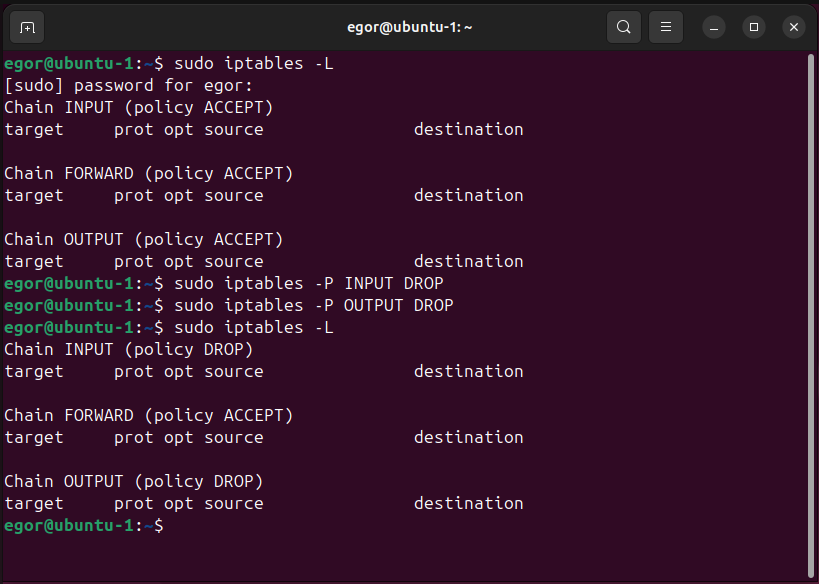 egor@ubuntu-1: ~
egor@ubuntu-1:~$ sudo iptables -L
[sudo] password for egor:
Chain INPUT (policy ACCEPT)
target     prot opt source               destination

Chain FORWARD (policy ACCEPT)
target     prot opt source               destination

Chain OUTPUT (policy ACCEPT)
target     prot opt source               destination
egor@ubuntu-1:~$ sudo iptables -P INPUT DROP
egor@ubuntu-1:~$ sudo iptables -P OUTPUT DROP
egor@ubuntu-1:~$ sudo iptables -L
Chain INPUT (policy DROP)
target     prot opt source               destination

Chain FORWARD (policy ACCEPT)
target     prot opt source               destination

Chain OUTPUT (policy DROP)
target     prot opt source               destination
egor@ubuntu-1:~$